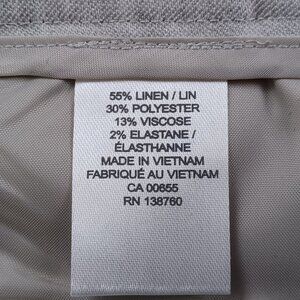 55% LINEN / LIN
30% POLYESTER
13% VISCOSE
2% ELASTANE /
ÉLASTHANNE
MADE IN VIETNAM
FABRIQUÉ AU VIETNAM
CA 00655
RN 138760